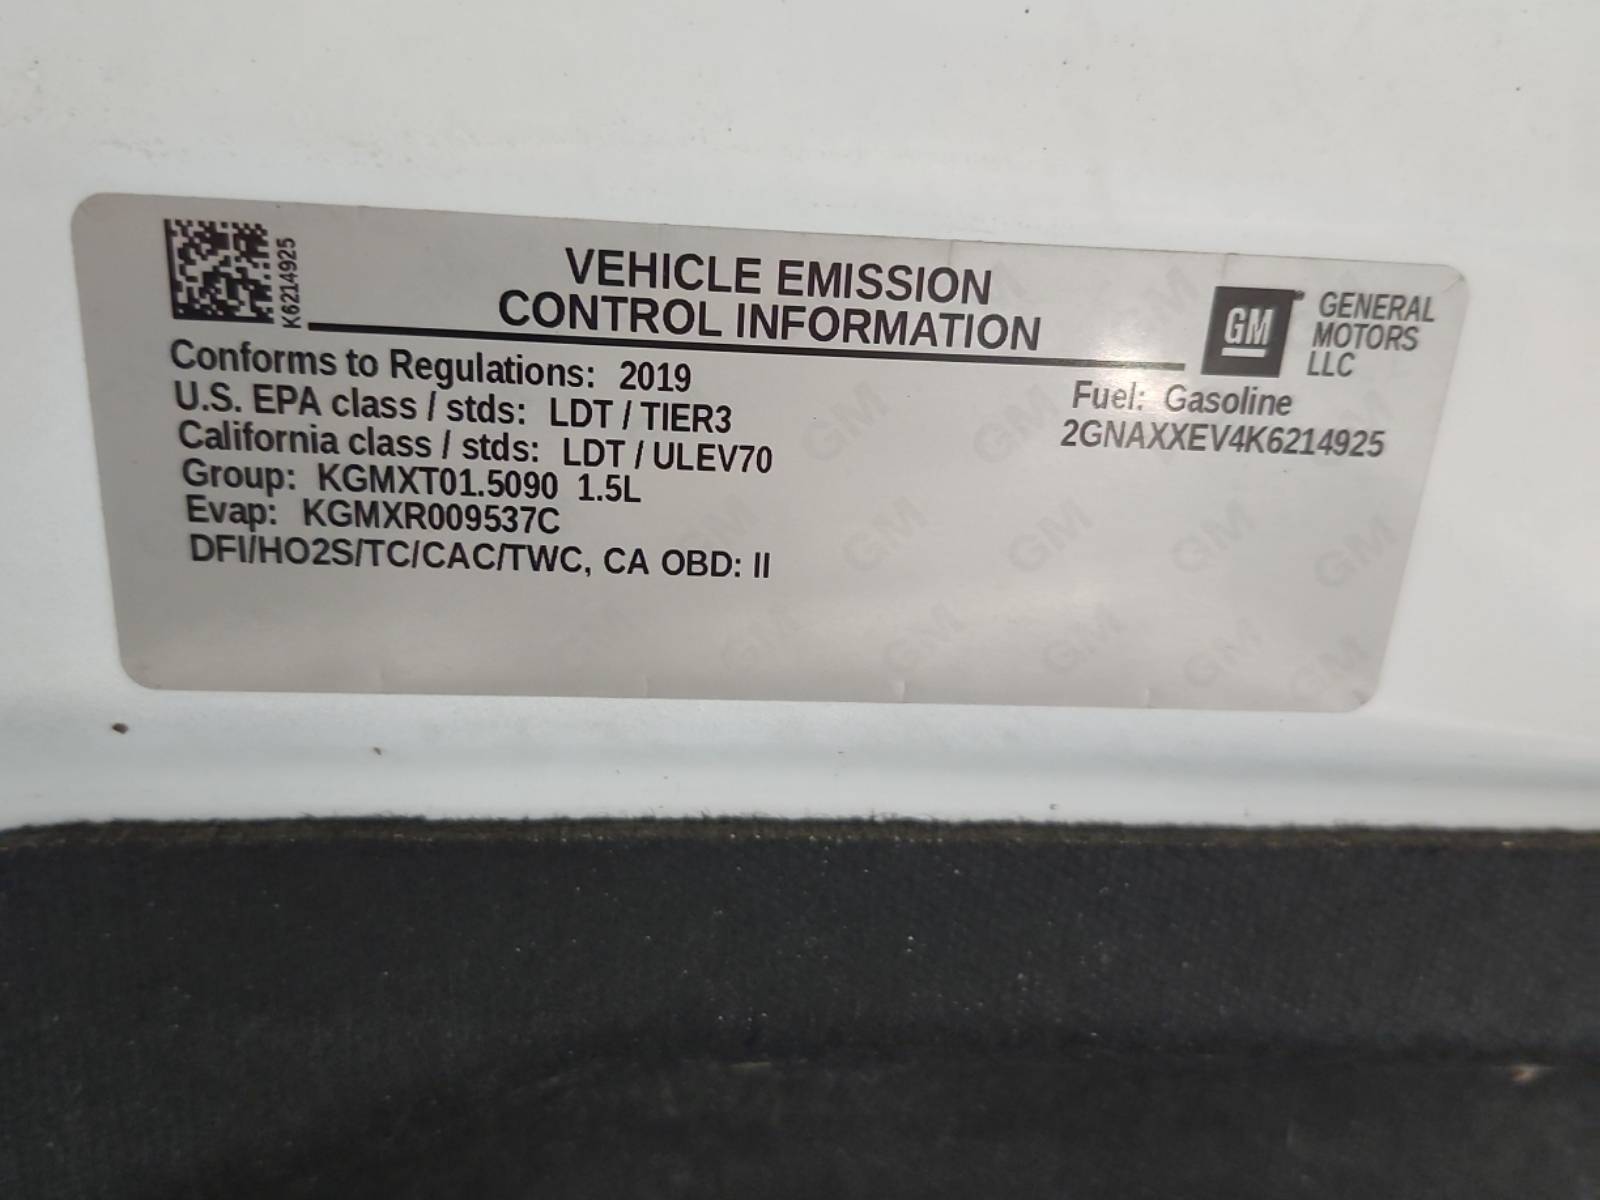 K6214925
VEHICLE EMISSION
CONTROL INFORMATION
GM
GENERAL
MOTORS
LLC
Conforms to Regulations: 2019
U.S. EPA class / stds: LDT / TIER3
California class / stds: LDT / ULEV70
Group: KGMXT01.5090 1.5L
Evap: KGMXR009537C
DFI/HO2S/TC/CAC/TWC, CA OBD: II
Fuel: Gasoline
2GNAXXEV4K6214925